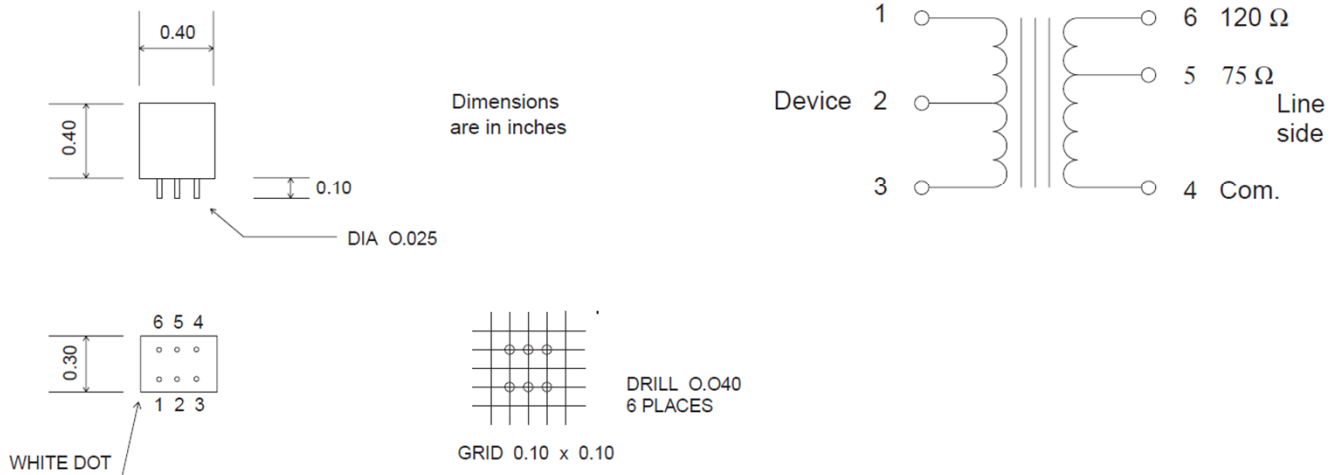 0.40
0.40
0.10
DIA O.025
Dimensions
are in inches
1
Device 2
3
6 120 Ω
5 75 Ω
Line
side
4 Com.
6 5 4
0.30
1 2 3
WHITE DOT
DRILL O.O40
6 PLACES
GRID 0.10 x 0.10